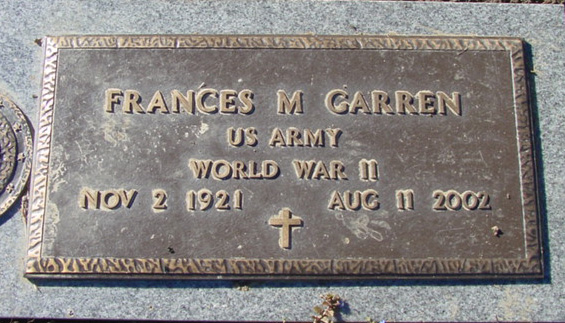 FRANCES M GARREN
US ARMY
WORLD WAR II
NOV 2 1921 AUG 11 2002